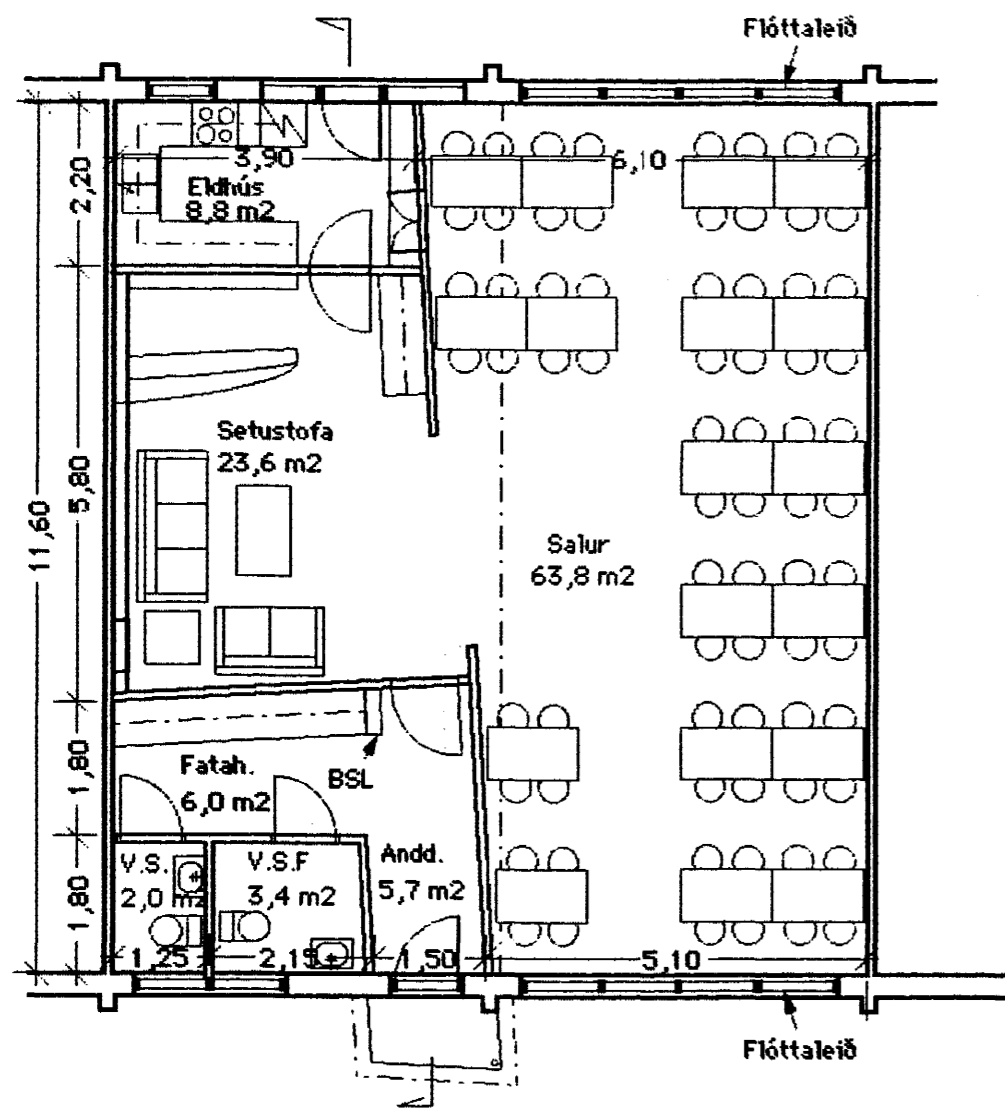 Flóttaleið
3,90
6,10
2,20
Eldhús
8,8 m2
Setustofa
23,6 m2
5,80
11,60
Salur
63,8 m2
Fatah.
6,0 m2
BSL
1,80
V.S.
2,0 m2
V.S.F
3,4 m2
Andd.
5,7 m2
1,80
1,25
2,15
1,50
5,10
Flóttaleið